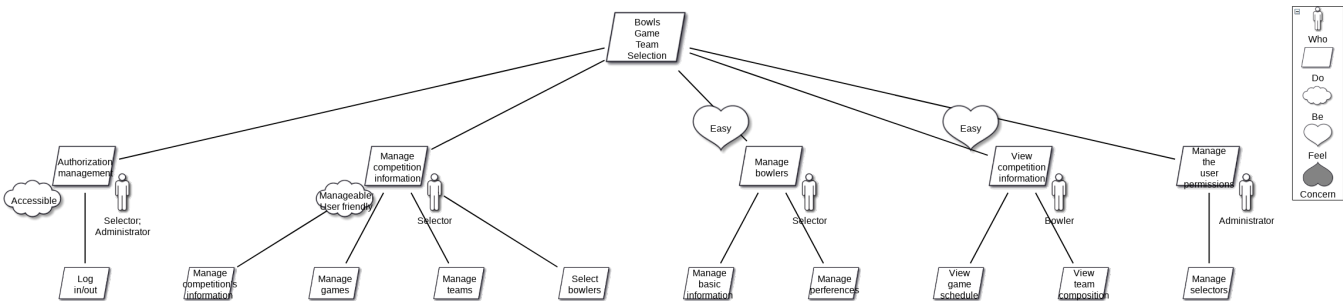 Bowls
Game
Team
Selection
Who
Do
Be
Feel
Concern
Easy
Easy
Authorization
management
Accessible
Selector;
Administrator
Manage
competition
information
Manageable
User friendly
Selector
Manage
bowlers
Selector
View
competition
information
Bowler
Manage
the
user
permissions
Administrator
Log
in/out
Manage
competition's
information
Manage
games
Manage
teams
Select
bowlers
Manage
basic
information
Manage
perferences
View
game
schedule
View
team
composition
Manage
selectors